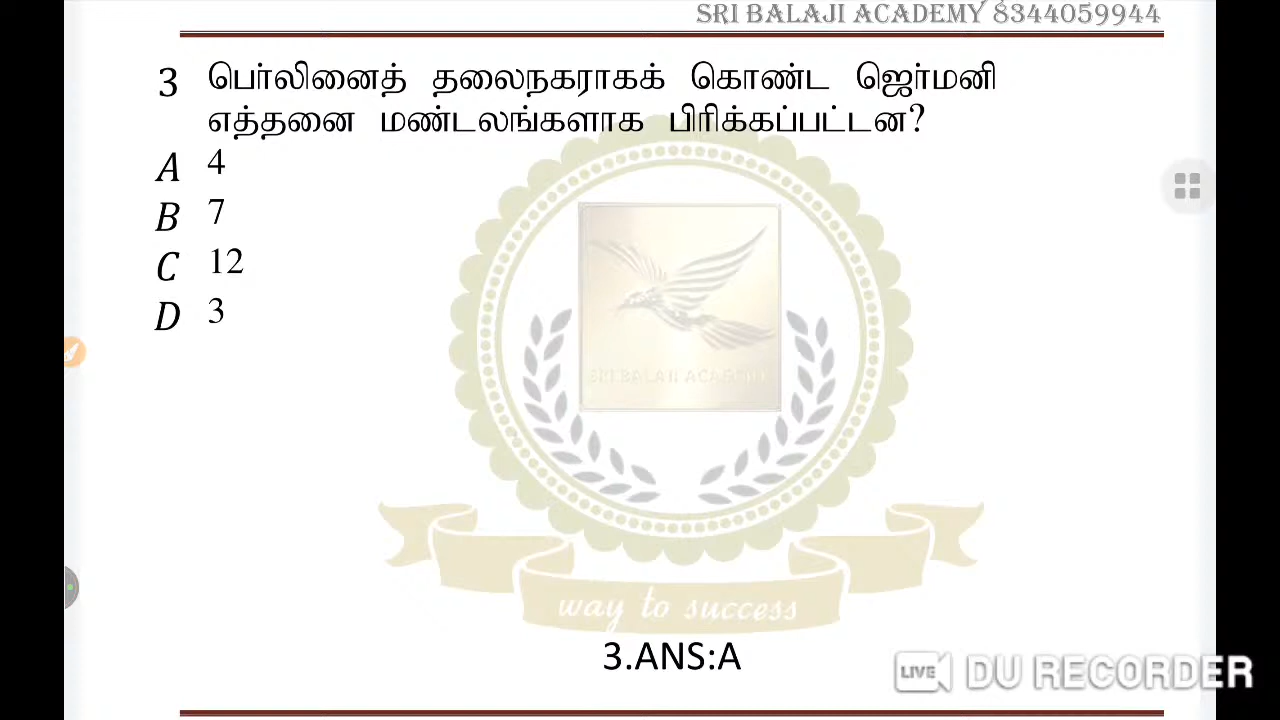 SRI BALAJI ACADEMY 8344059944
3 பெர்லினைத் தலைநகராகக் கொண்ட ஜெர்மனி
எத்தனை மண்டலங்களாக பிரிக்கப்பட்டன?
A 4
B 7
C 12
D 3
SRI BALAJI ACADEMY
way to success
3.ANS:A
LIVE DU RECORDER